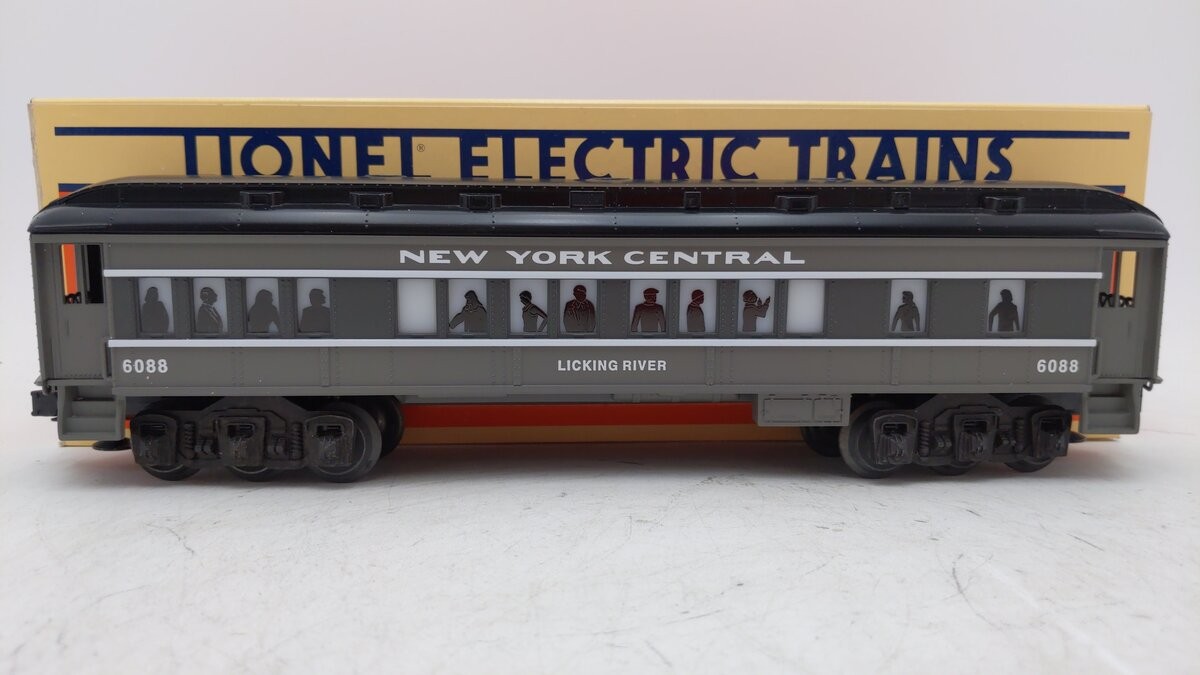 LIONEL® ELECTRIC TRAINS
NEW YORK CENTRAL
6088 LICKING RIVER 6088